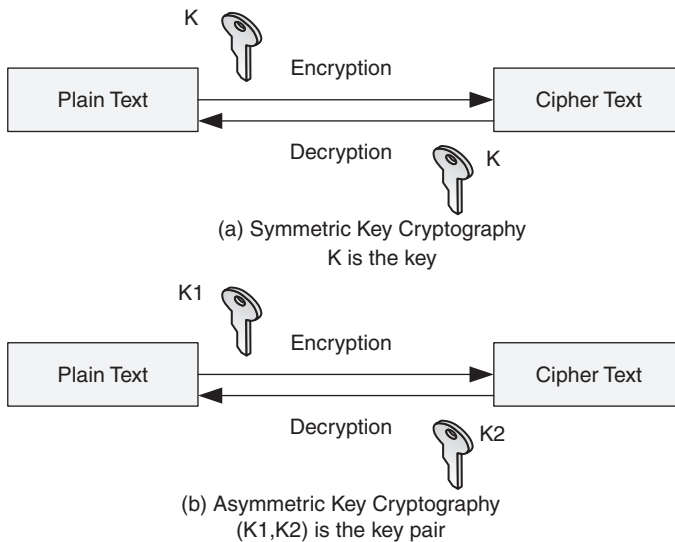 K
Encryption
Plain Text
Cipher Text
Decryption
K
(a) Symmetric Key Cryptography
K is the key
K1
Encryption
Plain Text
Cipher Text
Decryption
K2
(b) Asymmetric Key Cryptography
(K1,K2) is the key pair